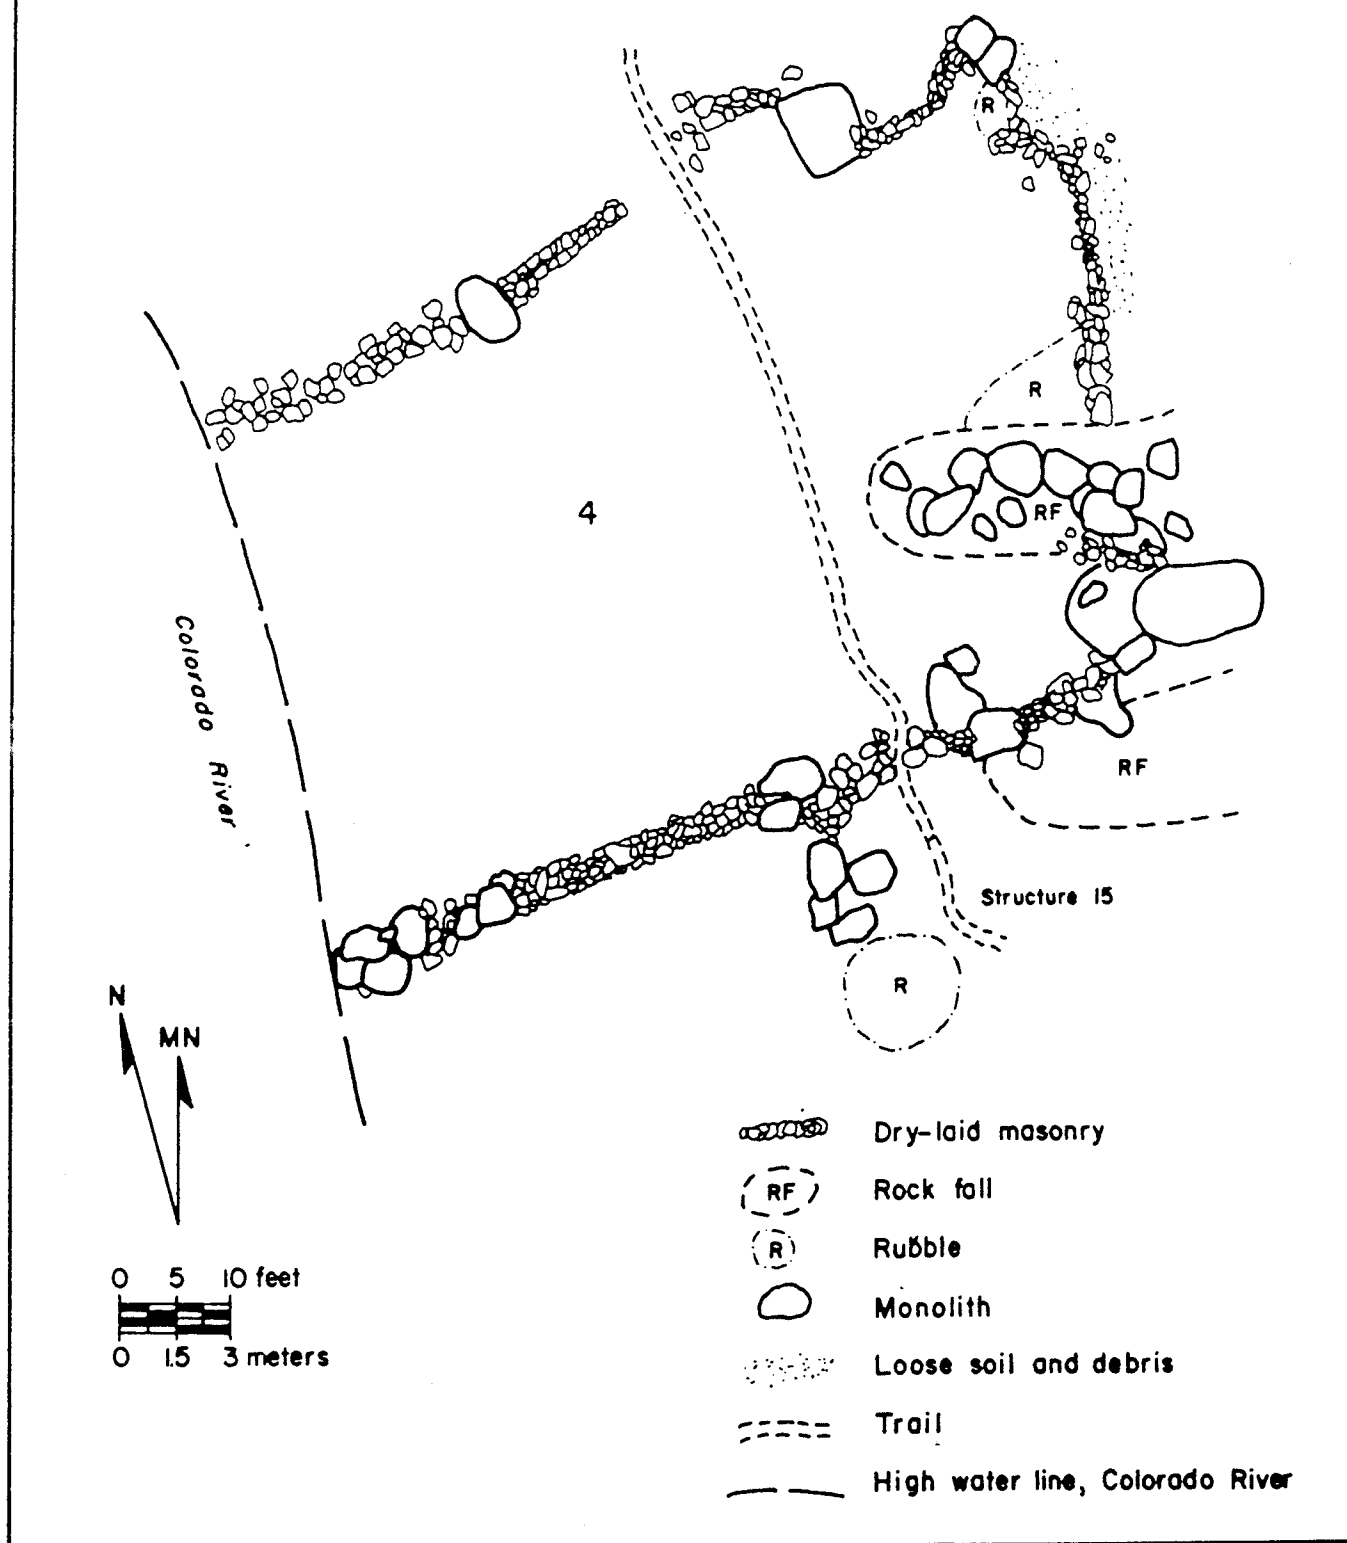 R
R
4
RF
Colorado River
RF
Structure 15
R
N
MN
Dry-laid masonry
RF Rock fall
R Rubble
Monolith
Loose soil and debris
Trail
High water line, Colorado River
0 5 10 feet
0 1.5 3 meters